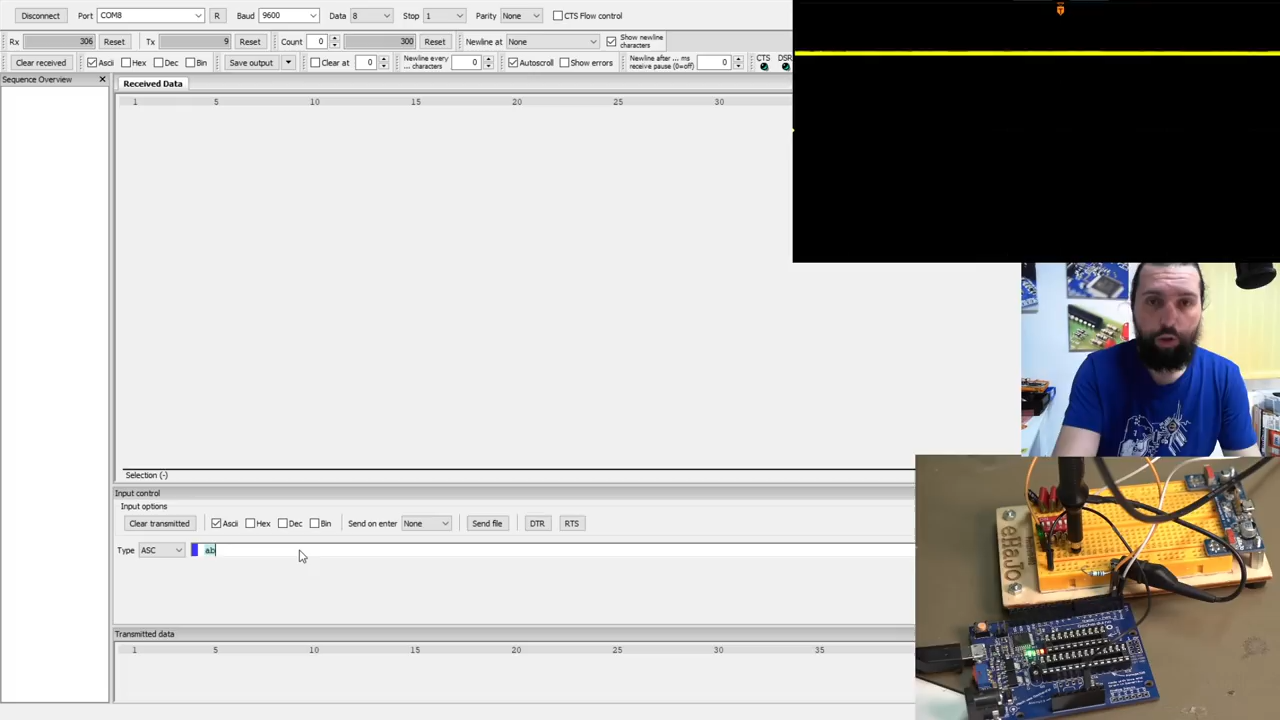 Disconnect Port COM8 R Baud 9600 Data 8 Stop 1 Parity None CTS Flow control
Rx 306 Reset Tx 9 Reset Count 0 300 Reset Newline at None Show newline characters
Clear received Ascii Hex Dec Bin Save output Clear at 0 Newline every ... characters 0 Autoscroll Show errors Newline after ... ms receive pause (0=off) 0 CTS DSR
Sequence Overview
Received Data
1 5 10 15 20 25 30
Selection (-)
Input control
Input options
Clear transmitted Ascii Hex Dec Bin Send on enter None Send file DTR RTS
Type ASC ab
Transmitted data
1 5 10 15 20 25 30 35
T
eHaJo